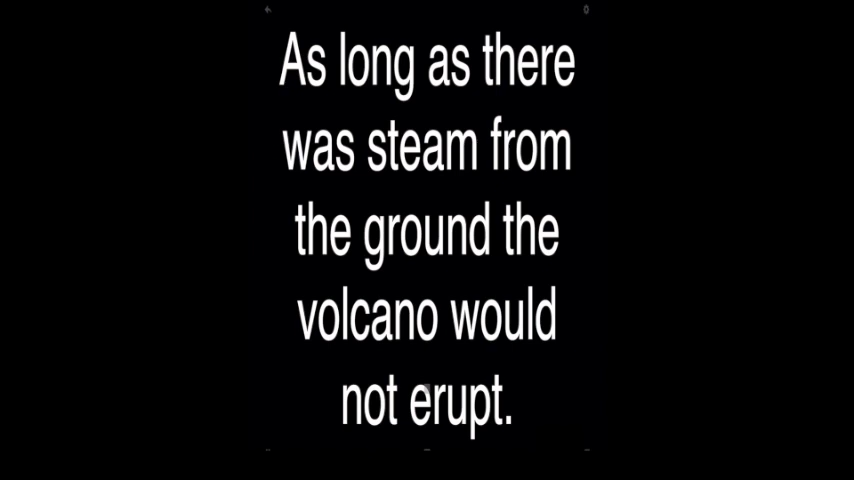 As long as there
was steam from
the ground the
volcano would
not erupt.